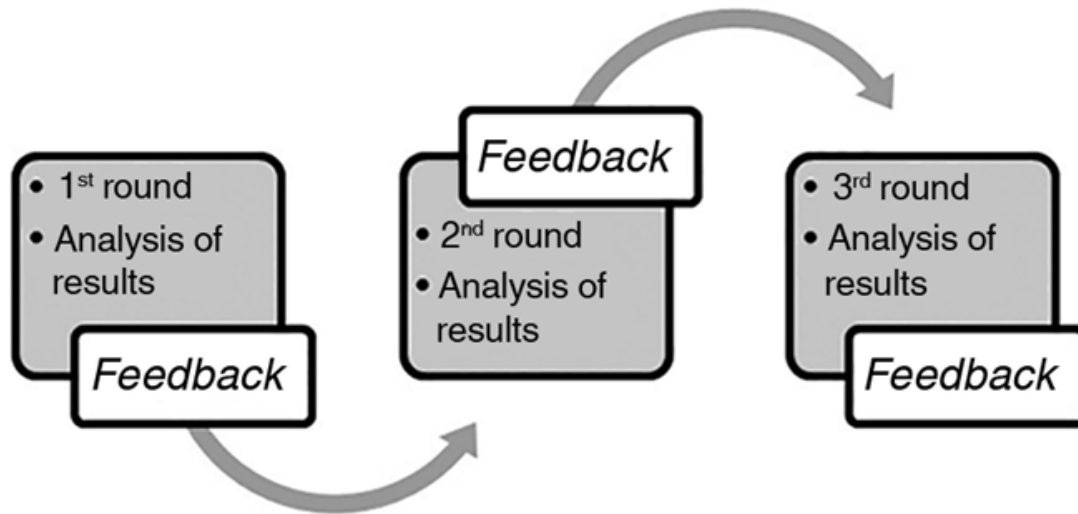 • 1st round
• Analysis of
results
Feedback
Feedback
• 2nd round
• Analysis of
results
• 3rd round
• Analysis of
results
Feedback